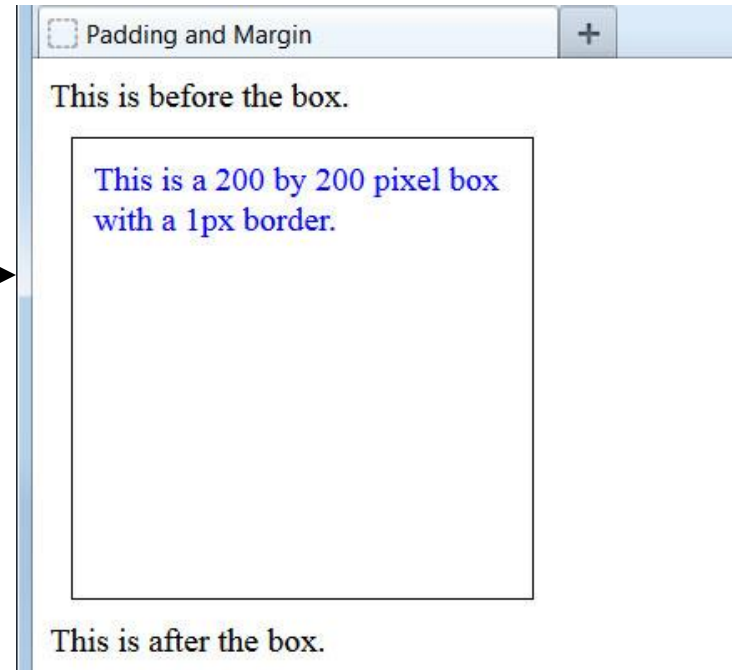 Padding and Margin
This is before the box.
This is a 200 by 200 pixel box
with a 1px border.
This is after the box.